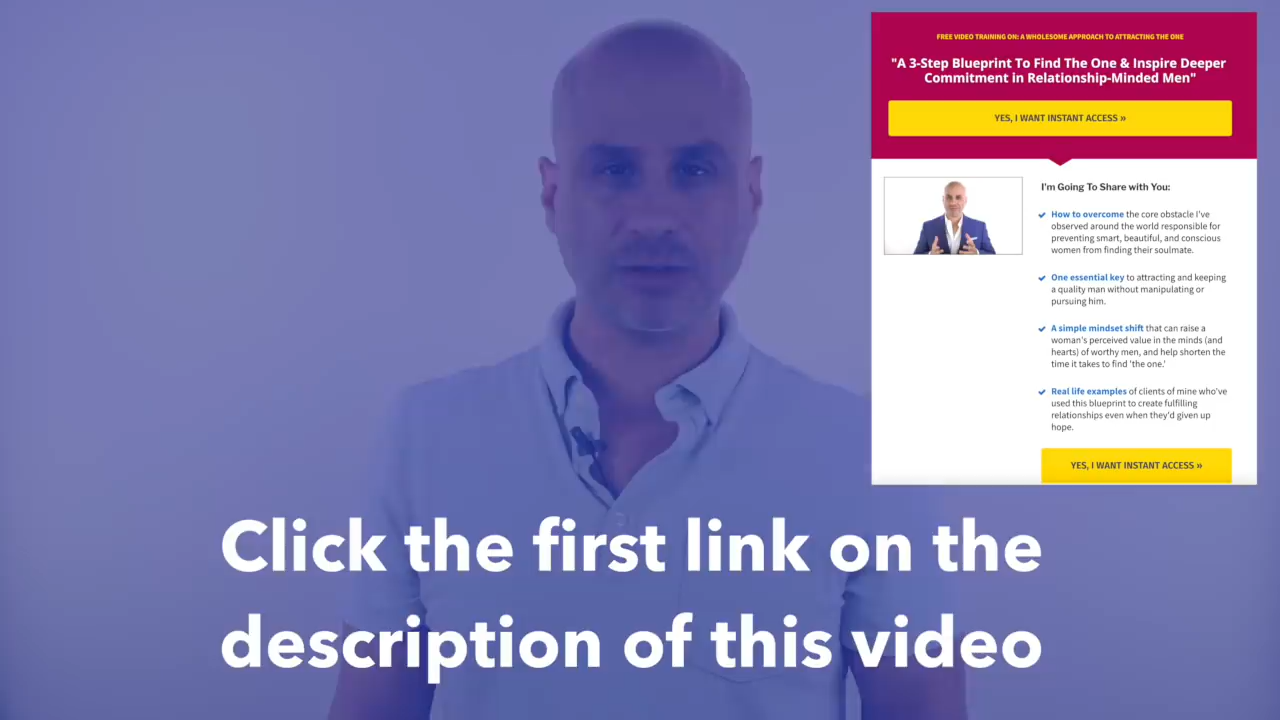 FREE VIDEO TRAINING ON: A WHOLESOME APPROACH TO ATTRACTING THE ONE
"A 3-Step Blueprint To Find The One & Inspire Deeper
Commitment in Relationship-Minded Men"
YES, I WANT INSTANT ACCESS »
I'm Going To Share with You:
How to overcome the core obstacle I've
observed around the world responsible for
preventing smart, beautiful, and conscious
women from finding their soulmate.
One essential key to attracting and keeping
a quality man without manipulating or
pursuing him.
A simple mindset shift that can raise a
woman's perceived value in the minds (and
hearts) of worthy men, and help shorten the
time it takes to find 'the one.'
Real life examples of clients of mine who've
used this blueprint to create fulfilling
relationships even when they'd given up
hope.
YES, I WANT INSTANT ACCESS »
Click the first link on the
description of this video